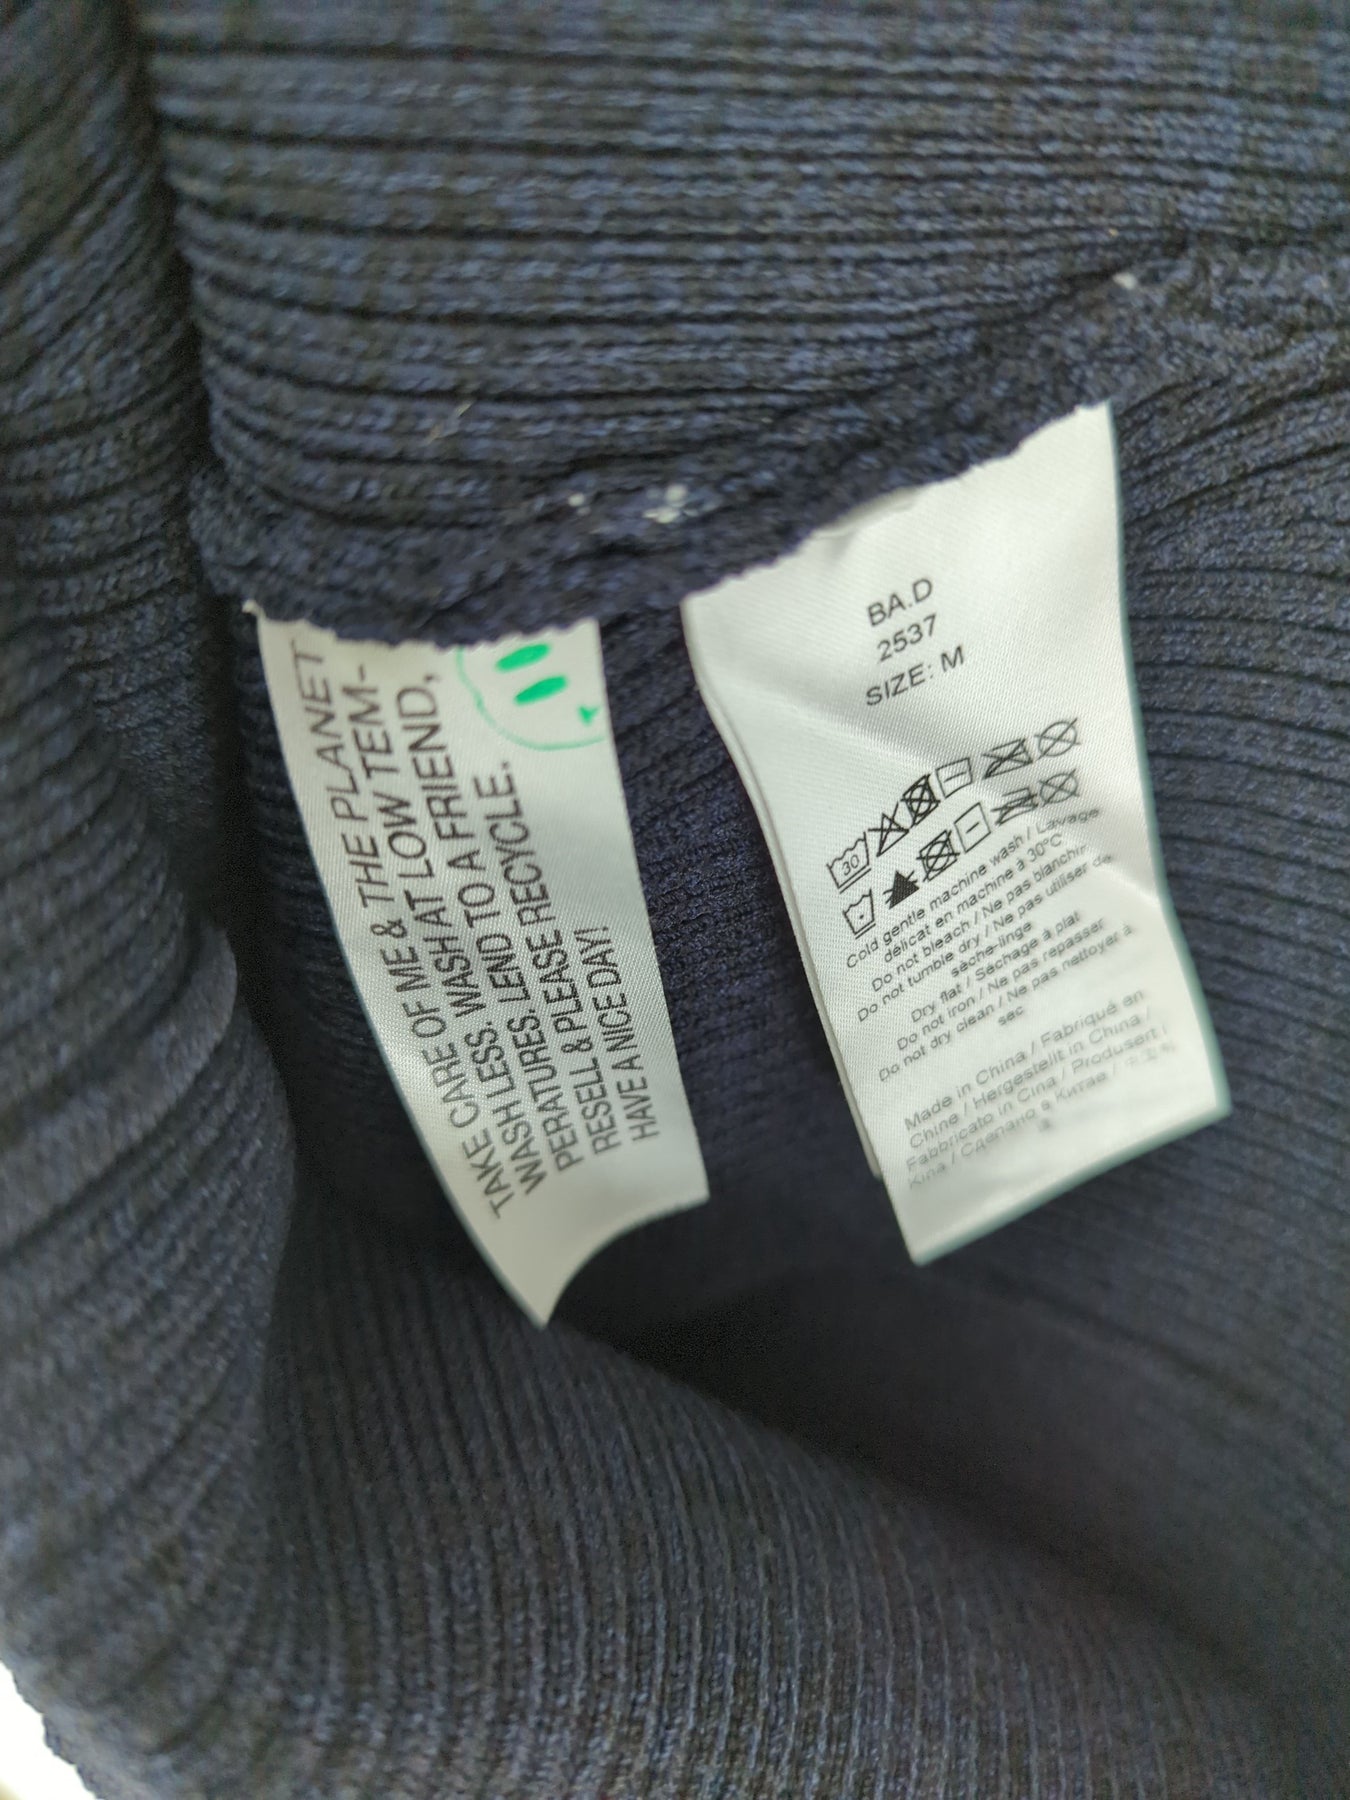 TAKE CARE OF ME & THE PLANET
WASH LESS. WASH AT LOW TEM-
PERATURES. LEND TO A FRIEND,
RESELL & PLEASE RECYCLE.
HAVE A NICE DAY!
BA.D
2537
SIZE: M
30
Cold gentle machine wash / Lavage
délicat en machine à 30°C
Do not bleach / Ne pas blanchir
Do not tumble dry / Ne pas utiliser de
sèche-linge
Dry flat / Séchage à plat
Do not iron / Ne pas repasser
Do not dry clean / Ne pas nettoyer à
sec
Made in China / Fabriqué en
Chine / Hergestellt in China /
Fabbricato in Cina / Produsert i
Kina / Сделано в Китае /